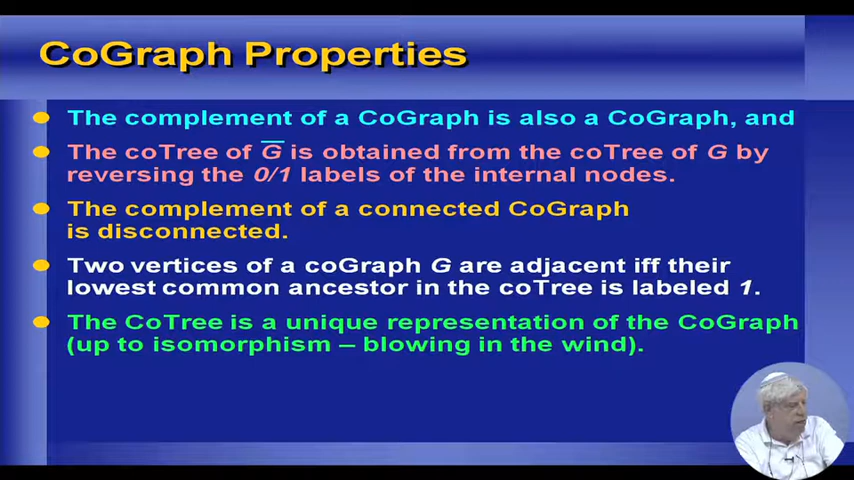 CoGraph Properties
The complement of a CoGraph is also a CoGraph, and
The coTree of G̅ is obtained from the coTree of G by
reversing the 0/1 labels of the internal nodes.
The complement of a connected CoGraph
is disconnected.
Two vertices of a coGraph G are adjacent iff their
lowest common ancestor in the coTree is labeled 1.
The CoTree is a unique representation of the CoGraph
(up to isomorphism – blowing in the wind).